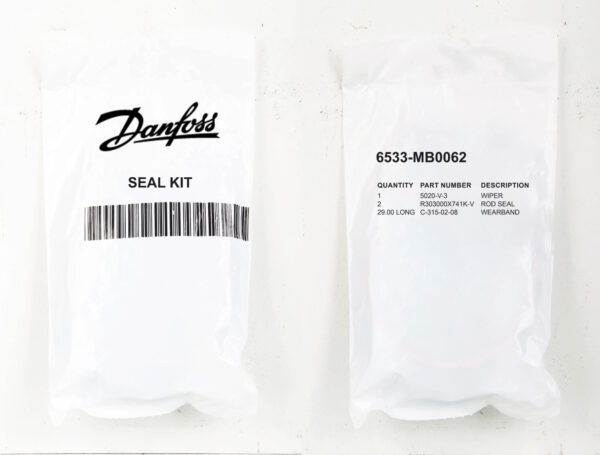 Danfoss
SEAL KIT
6533-MB0062
QUANTITY PART NUMBER DESCRIPTION
1 5020-V-3 WIPER
2 R303000X741K-V ROD SEAL
29.00 LONG C-315-02-08 WEARBAND